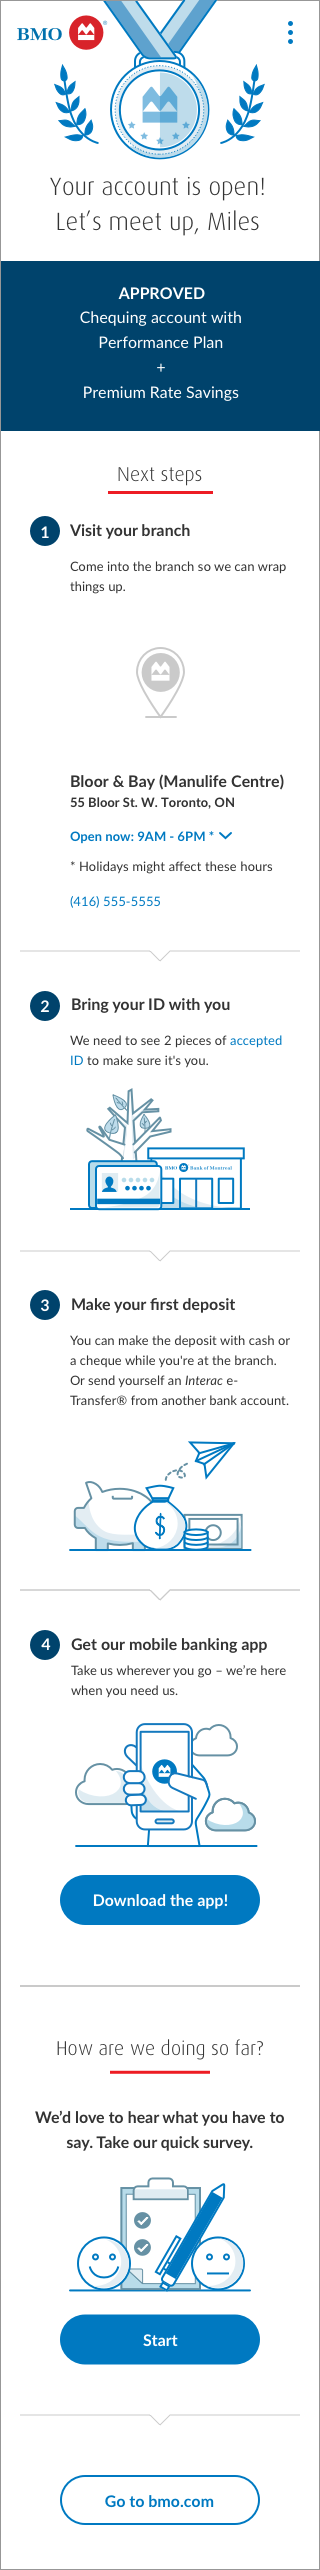 BMO
Your account is open!
Let’s meet up, Miles
APPROVED
Chequing account with
Performance Plan
+
Premium Rate Savings
Next steps
1 Visit your branch
Come into the branch so we can wrap
things up.
Bloor & Bay (Manulife Centre)
55 Bloor St. W. Toronto, ON
Open now: 9AM - 6PM *
* Holidays might affect these hours
(416) 555-5555
2 Bring your ID with you
We need to see 2 pieces of accepted
ID to make sure it's you.
BMO Bank of Montreal
3 Make your first deposit
You can make the deposit with cash or
a cheque while you're at the branch.
Or send yourself an Interac e-
Transfer® from another bank account.
$
4 Get our mobile banking app
Take us wherever you go – we’re here
when you need us.
Download the app!
How are we doing so far?
We’d love to hear what you have to
say. Take our quick survey.
Start
Go to bmo.com